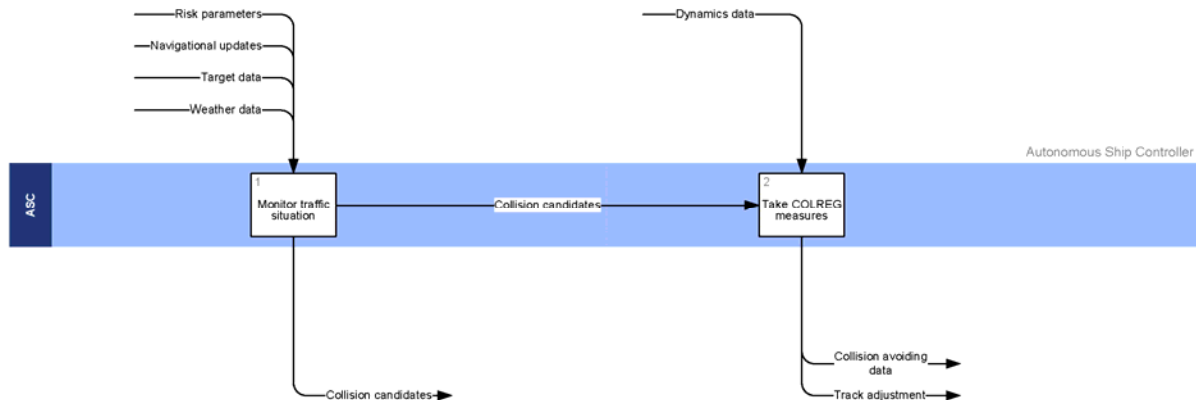 Risk parameters
Dynamics data
Navigational updates
Target data
Weather data
Autonomous Ship Controller
ASC
1
Monitor traffic
situation
Collision candidates
2
Take COLREG
measures
Collision avoiding
data
Collision candidates
Track adjustment